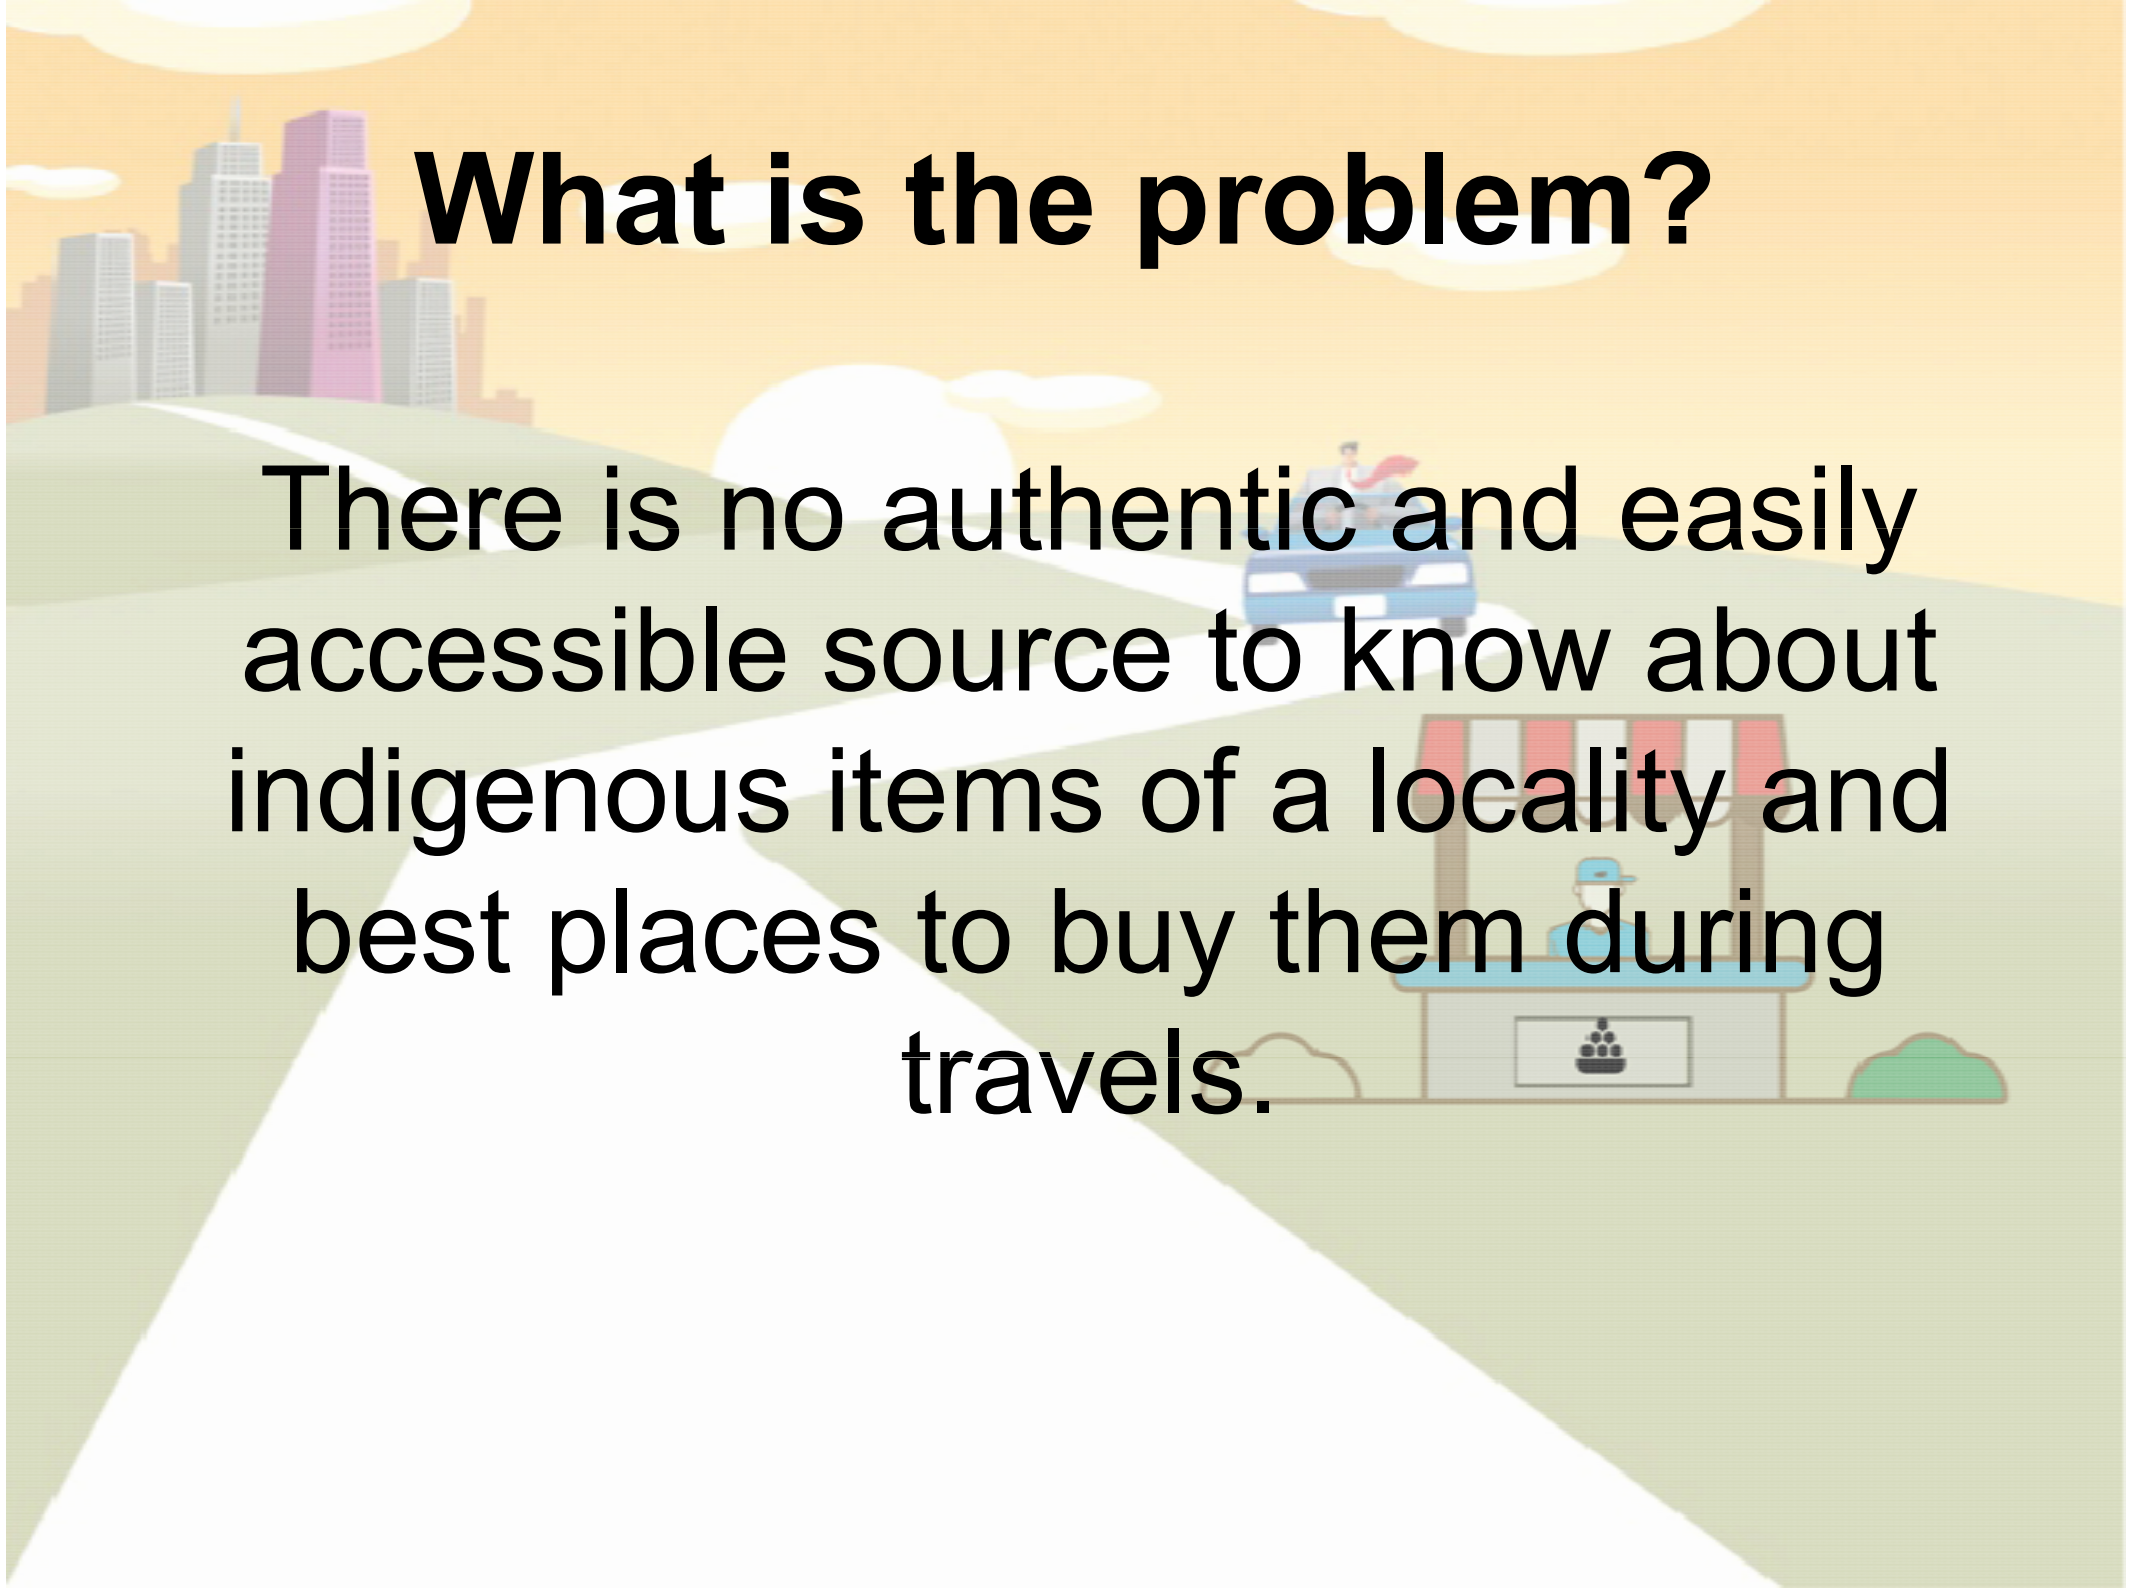 What is the problem?
There is no authentic and easily
accessible source to know about
indigenous items of a locality and
best places to buy them during
travels.